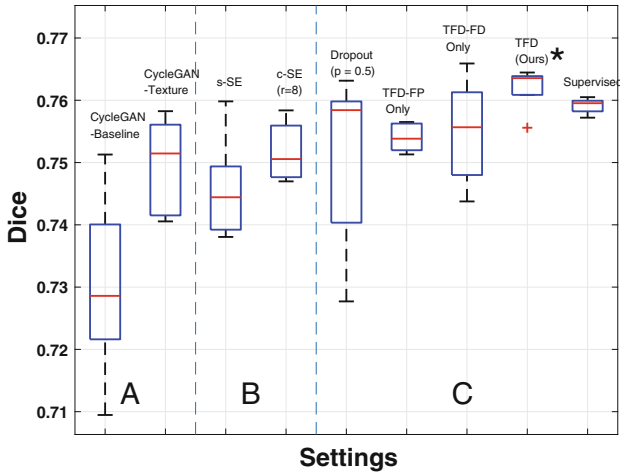 0.77
0.76
0.75
0.74
0.73
0.72
0.71
Dice
CycleGAN
-Baseline
CycleGAN
-Texture
s-SE
c-SE
(r=8)
Dropout
(p = 0.5)
TFD-FP
Only
TFD-FD
Only
TFD
(Ours) *
Supervised
A
B
C
Settings